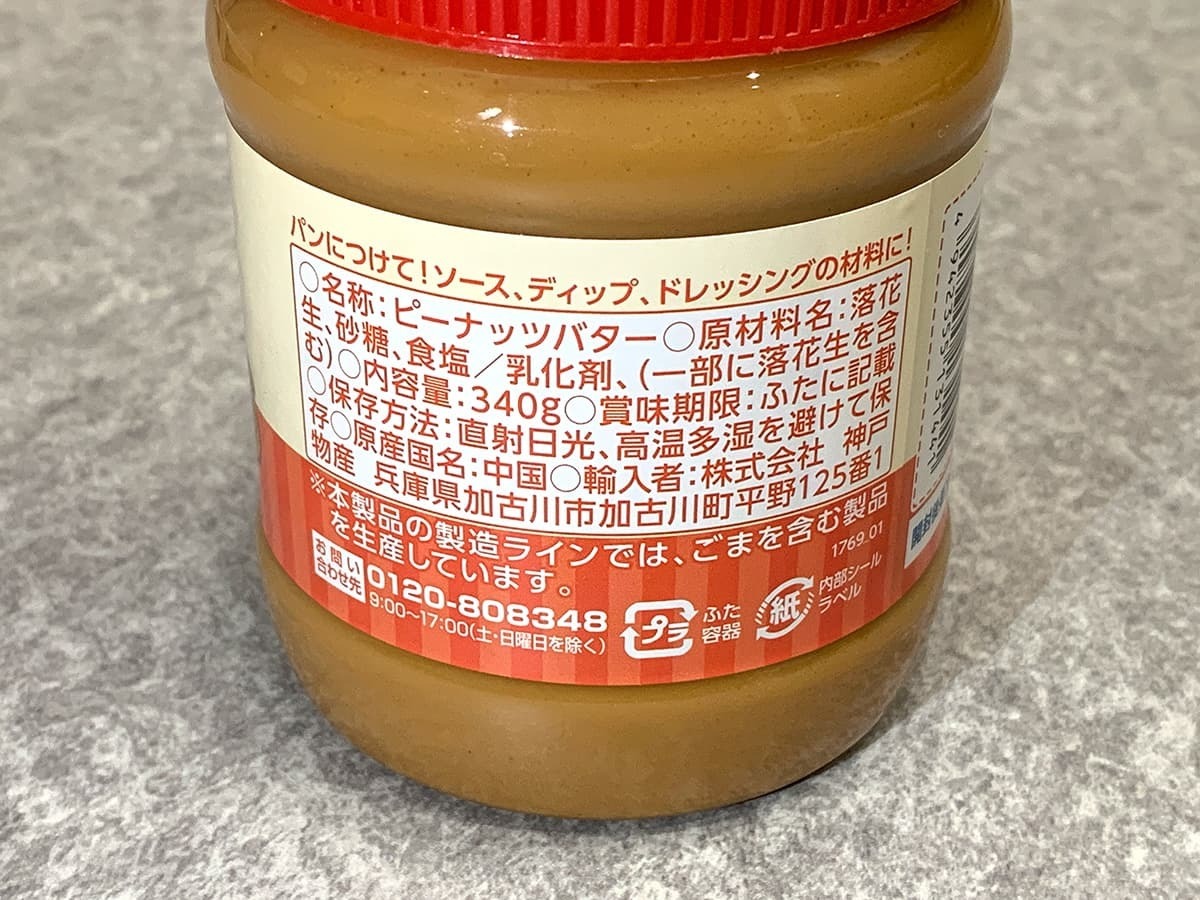 パンにつけて!ソース、ディップ、ドレッシングの材料に!
○名称:ピーナッツバター○原材料名:落花
生、砂糖、食塩/乳化剤、(一部に落花生を含
む)○内容量:340g○賞味期限:ふたに記載
○保存方法:直射日光、高温多湿を避けて保
存○原産国名:中国○輸入者:株式会社 神戸
物産 兵庫県加古川市加古川町平野125番1
※本製品の製造ラインでは、ごまを含む製品
を生産しています。
1769_01
お問い
合わせ先
0120-808348
9:00~17:00(土・日曜日を除く)
プラ
ふた
容器
紙
内部シール
ラベル